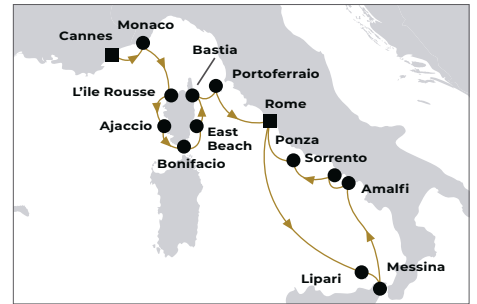 Monaco
Cannes
Bastia
Portoferraio
L'ile Rousse
Rome
Ajaccio
East
Beach
Ponza
Bonifacio
Sorrento
Amalfi
Messina
Lipari